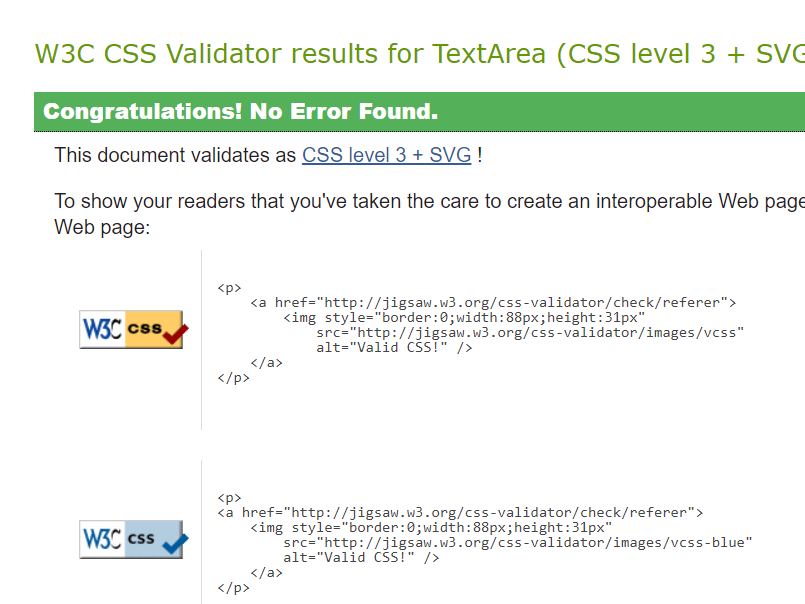 W3C CSS Validator results for TextArea (CSS level 3 + SVG
Congratulations! No Error Found.
This document validates as CSS level 3 + SVG !
To show your readers that you've taken the care to create an interoperable Web page
Web page:
W3C css
<p>
<a href="http://jigsaw.w3.org/css-validator/check/referer">
<img style="border:0;width:88px;height:31px"
src="http://jigsaw.w3.org/css-validator/images/vcss"
alt="Valid CSS!" />
</a>
</p>
W3C css
<p>
<a href="http://jigsaw.w3.org/css-validator/check/referer">
<img style="border:0;width:88px;height:31px"
src="http://jigsaw.w3.org/css-validator/images/vcss-blue"
alt="Valid CSS!" />
</a>
</p>